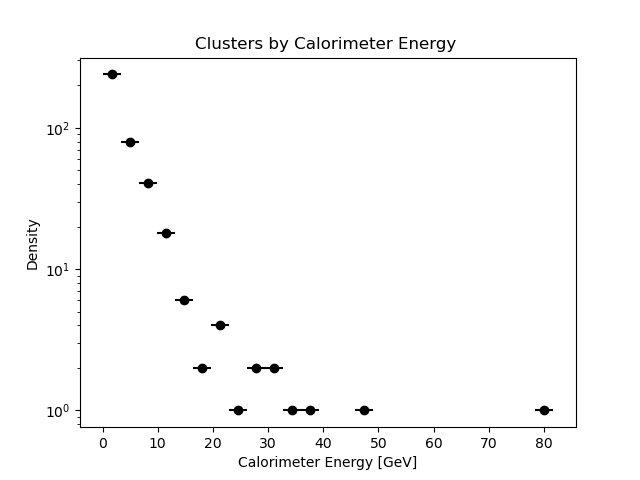 Clusters by Calorimeter Energy
Density
10²
10¹
10⁰
0 10 20 30 40 50 60 70 80
Calorimeter Energy [GeV]